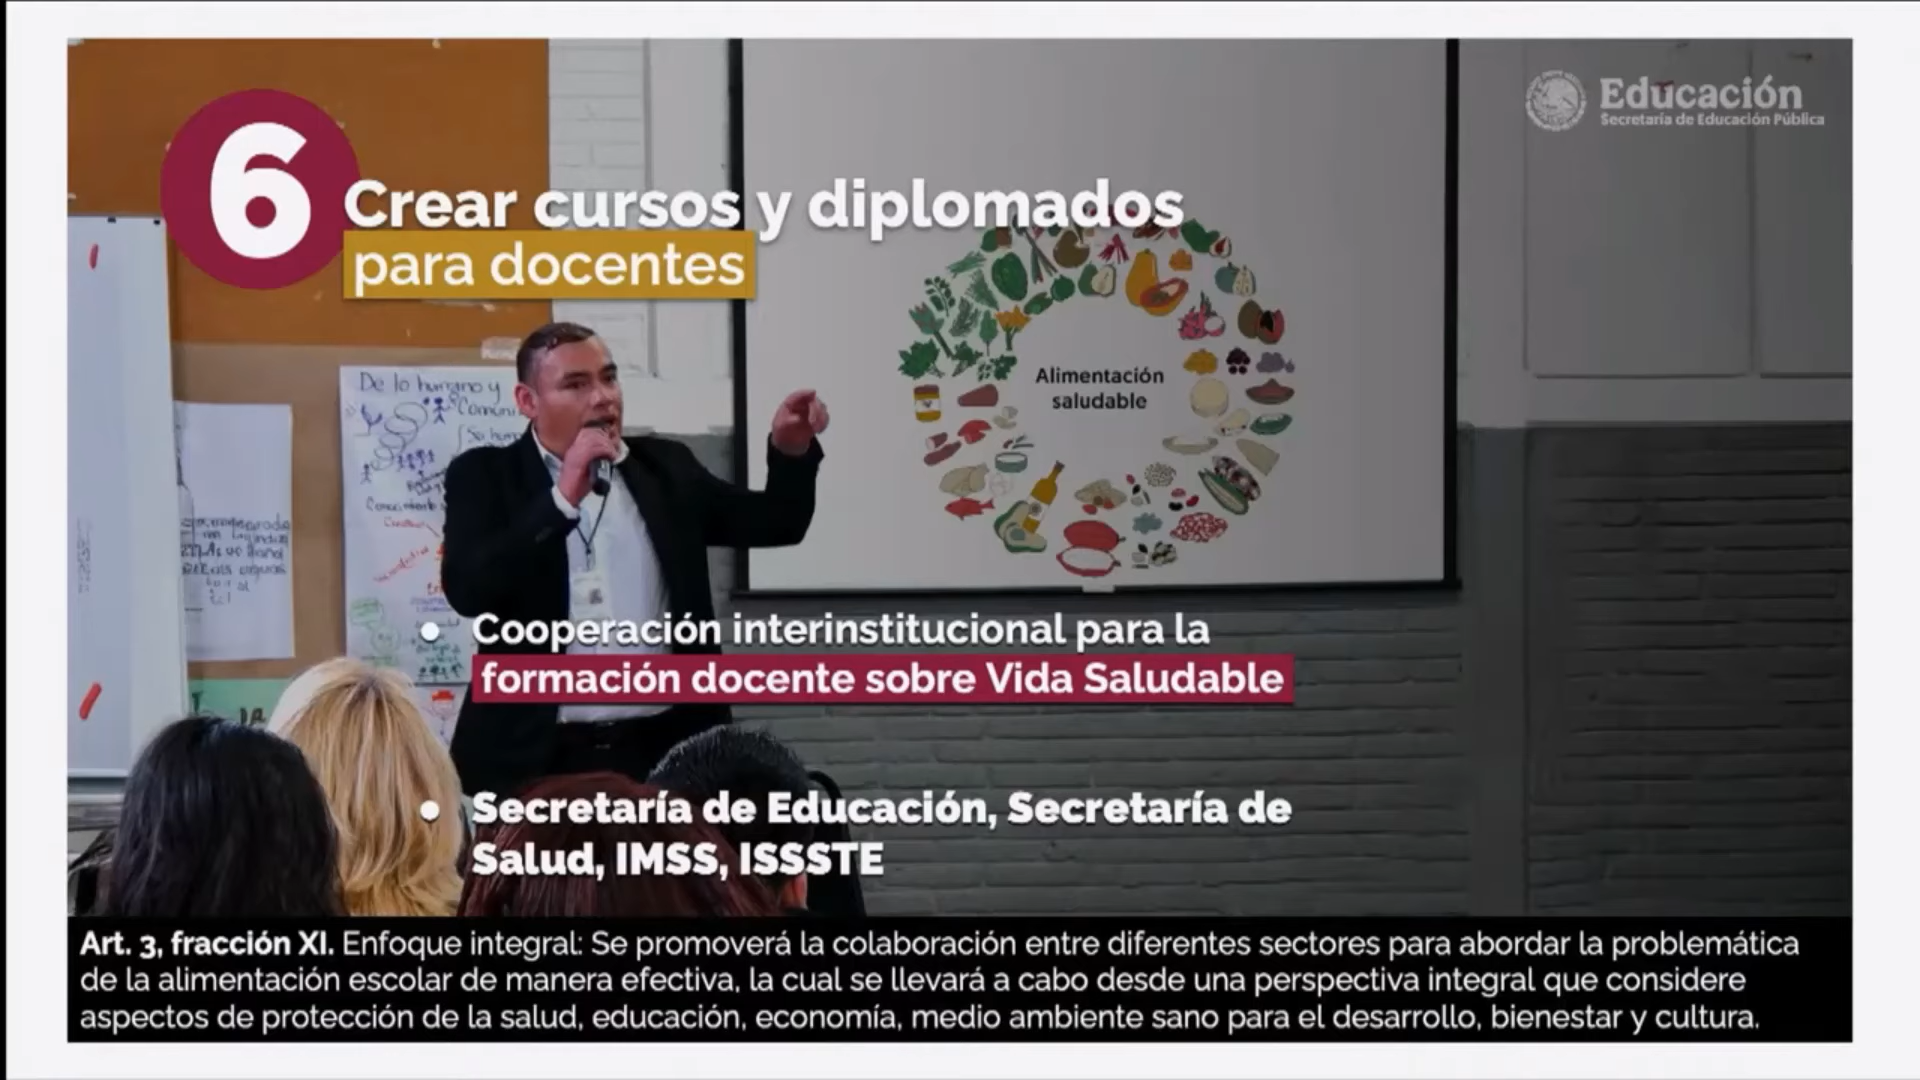 Educación
Secretaría de Educación Pública
6
Crear cursos y diplomados
para docentes
Alimentación
saludable
De lo humano y
• Cooperación interinstitucional para la
formación docente sobre Vida Saludable
• Secretaría de Educación, Secretaría de
Salud, IMSS, ISSSTE
Art. 3, fracción XI. Enfoque integral: Se promoverá la colaboración entre diferentes sectores para abordar la problemática
de la alimentación escolar de manera efectiva, la cual se llevará a cabo desde una perspectiva integral que considere
aspectos de protección de la salud, educación, economía, medio ambiente sano para el desarrollo, bienestar y cultura.